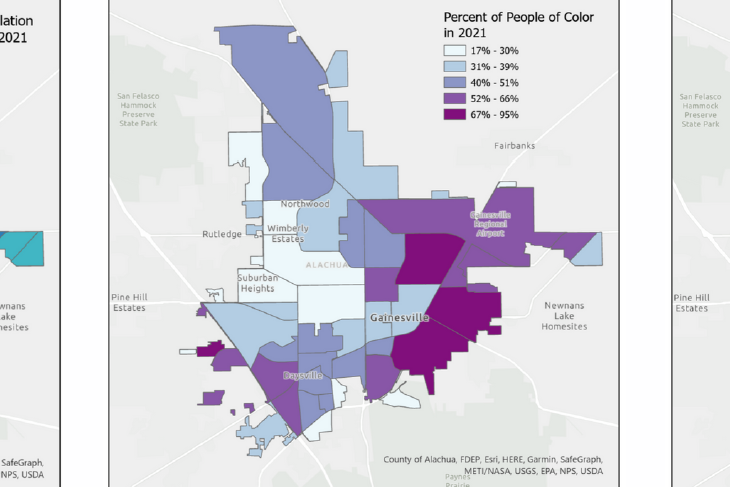 lation
2021
Percent of People of Color
in 2021
17% - 30%
31% - 39%
40% - 51%
52% - 66%
67% - 95%
San Felasco
Hammock
Preserve
State Park
San Felasco
Hammock
Preserve
State Park
Fairbanks
Northwood
Gainesville
Regional
Airport
Rutledge
Wimberly
Estates
ALACHUA
Suburban
Heights
Pine Hill
Estates
Pine Hill
Estates
wnans
ake
mesites
Gainesville
Newnans
Lake
Homesites
Daysville
SafeGraph,
NPS, USDA
County of Alachua, FDEP, Esri, HERE, Garmin, SafeGraph,
METI/NASA, USGS, EPA, NPS, USDA
Paynes
Prairie